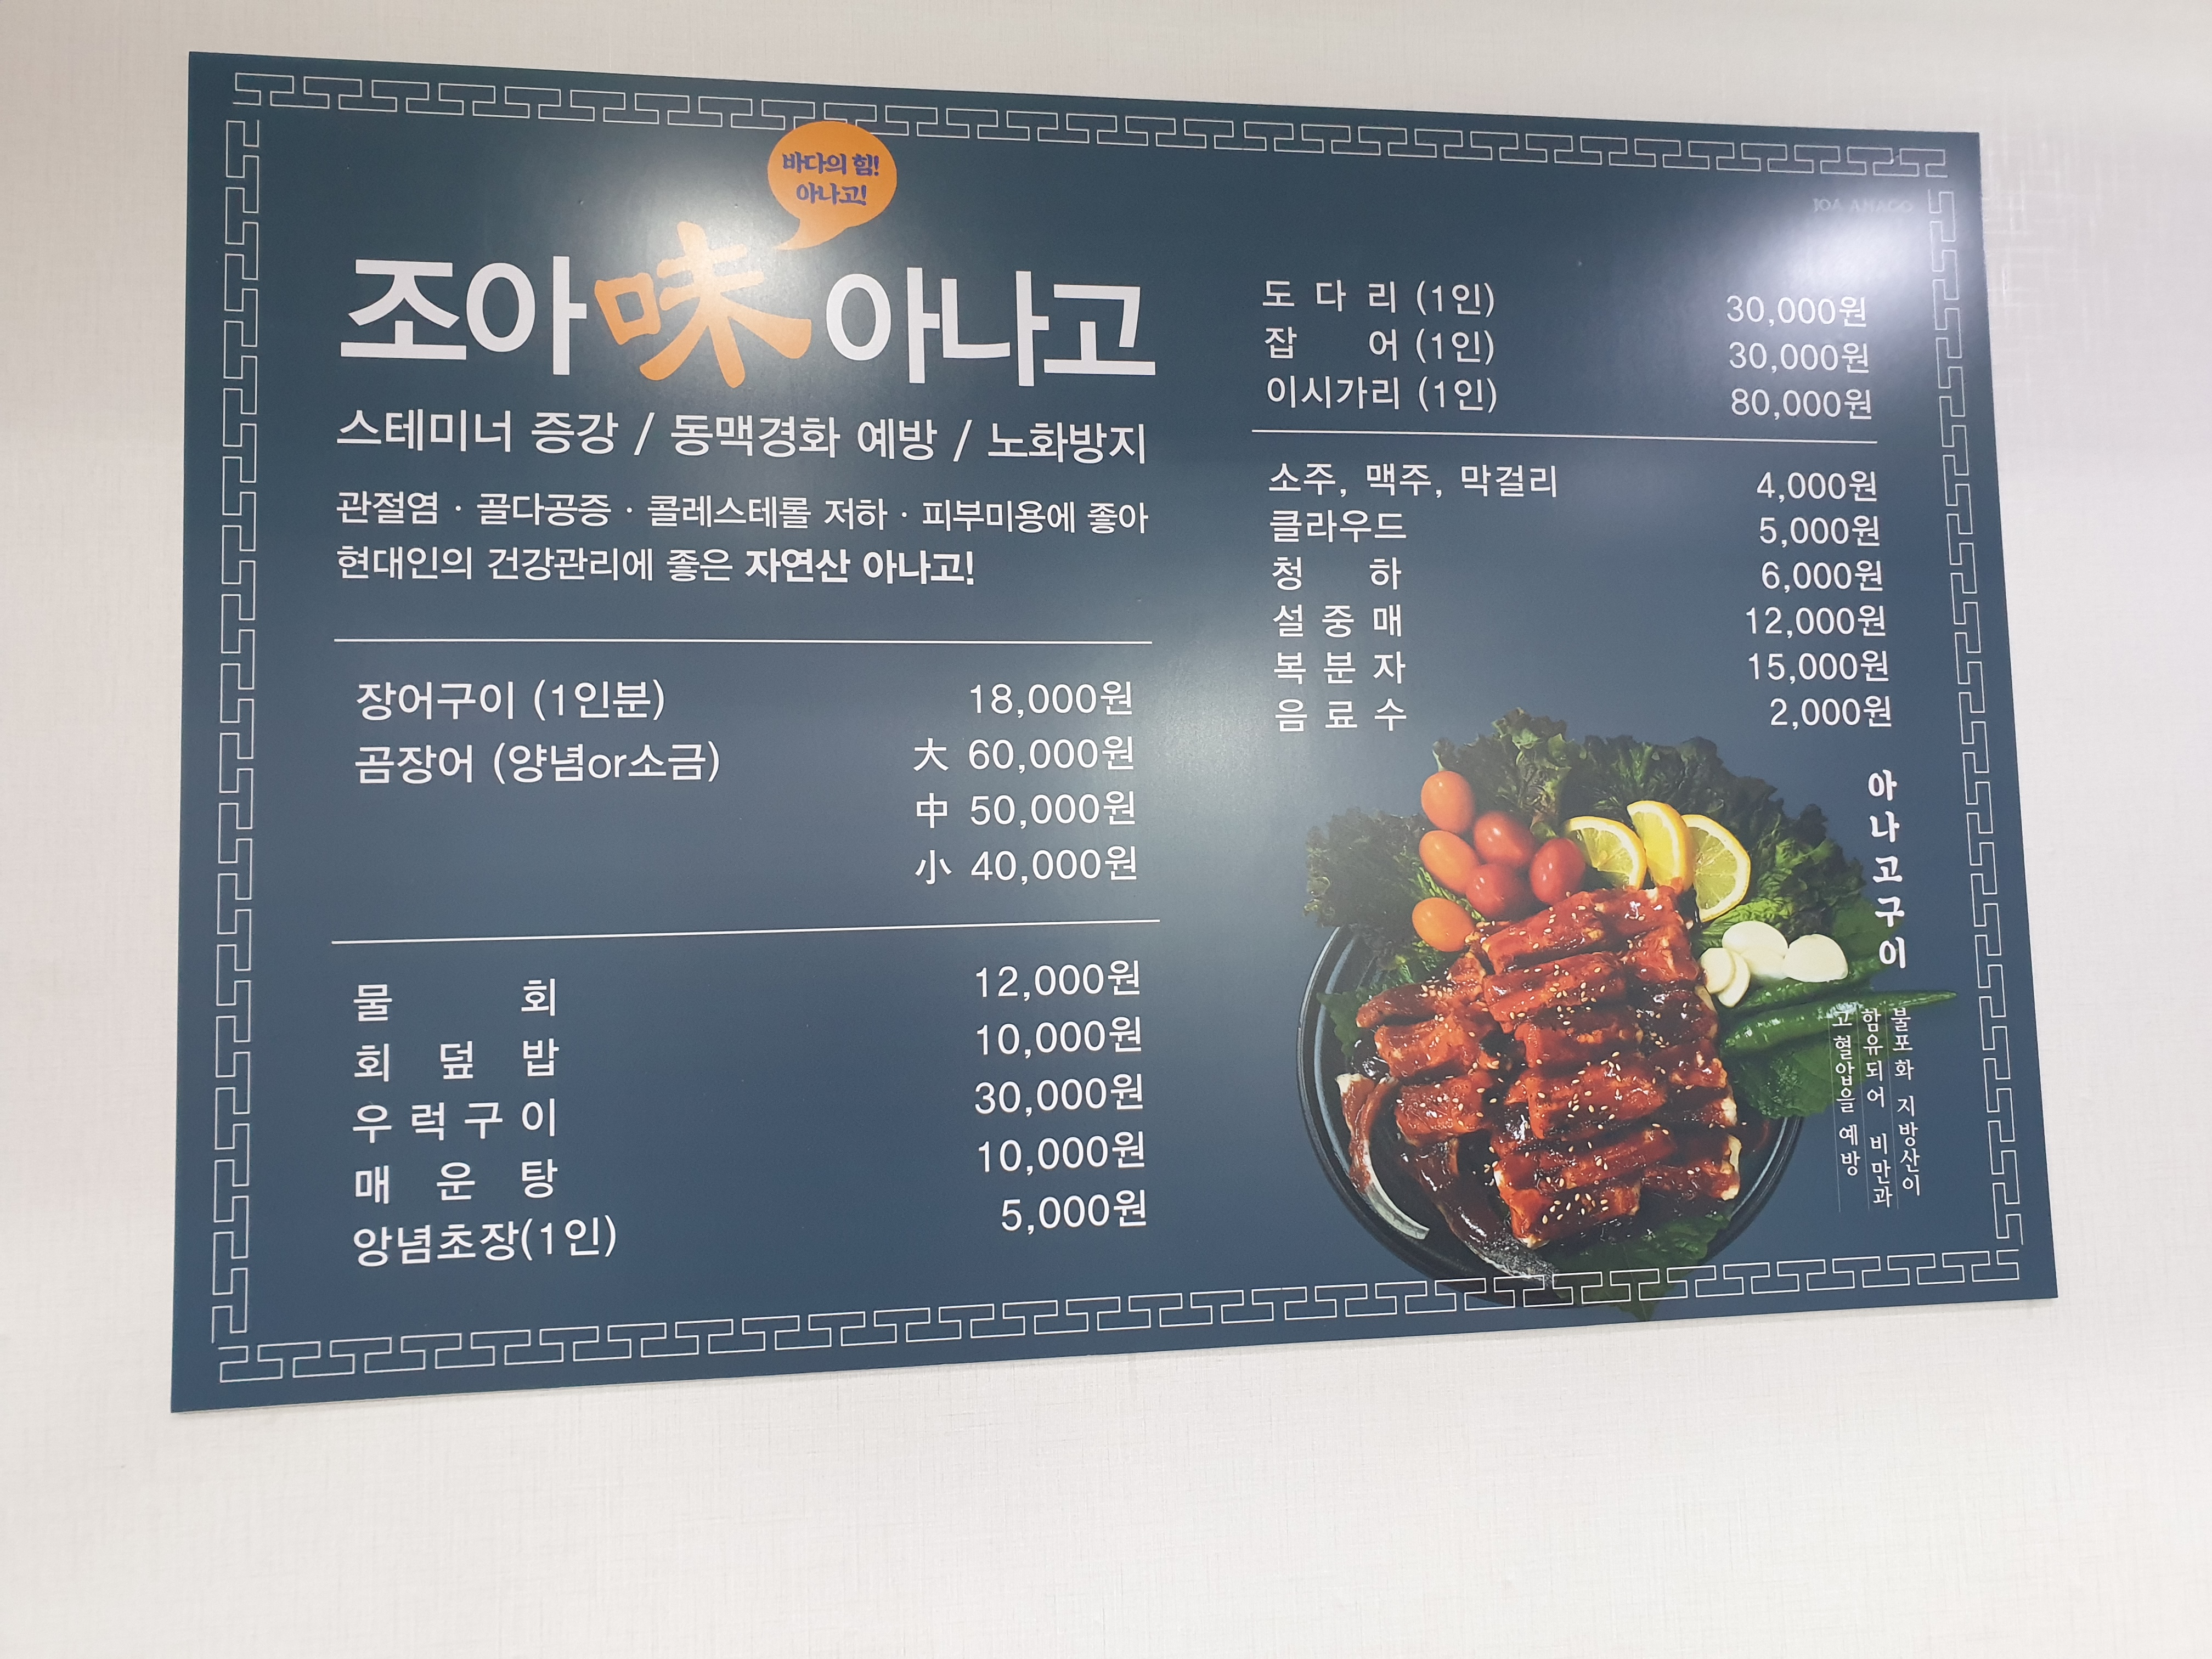 바다의 힘!
아나고!
조아味아나고
스테미너 증강 / 동맥경화 예방 / 노화방지
관절염 · 골다공증 · 콜레스테롤 저하 · 피부미용에 좋아
현대인의 건강관리에 좋은 자연산 아나고!
장어구이 (1인분) 18,000원
곰장어 (양념or소금) 大 60,000원
中 50,000원
小 40,000원
물회 12,000원
회덮밥 10,000원
우럭구이 30,000원
매운탕 10,000원
앙념초장(1인) 5,000원
JOA ANAGO
도다리 (1인) 30,000원
잡어 (1인) 30,000원
이시가리 (1인) 80,000원
소주, 맥주, 막걸리 4,000원
클라우드 5,000원
청하 6,000원
설중매 12,000원
복분자 15,000원
음료수 2,000원
아나고구이
불포화 지방산이
함유되어 비만과
고혈압을 예방